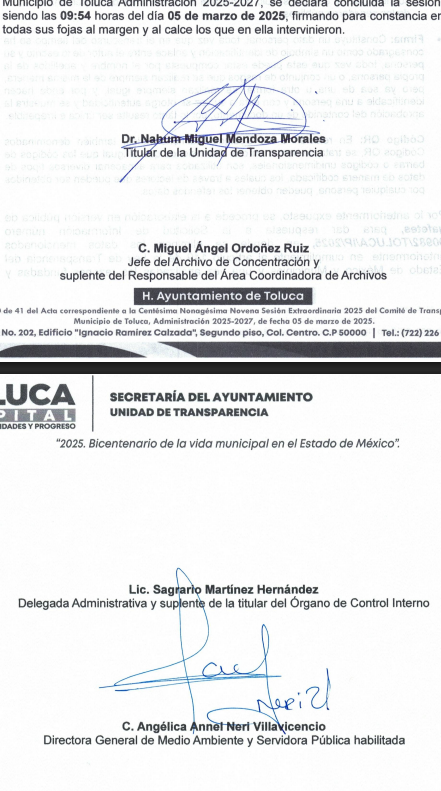 Municipio de Toluca Administración 2025-2027, se declara concluida la sesión
siendo las 09:54 horas del día 05 de marzo de 2025, firmando para constancia en
todas sus fojas al margen y al calce los que en ella intervinieron.
Dr. Nahum Miguel Mendoza Morales
Titular de la Unidad de Transparencia
C. Miguel Ángel Ordoñez Ruiz
Jefe del Archivo de Concentración y
suplente del Responsable del Área Coordinadora de Archivos
H. Ayuntamiento de Toluca
de 41 del Acta correspondiente a la Centésima Nonagésima Novena Sesión Extraordinaria 2025 del Comité de Transp
Municipio de Toluca, Administración 2025-2027, de fecha 05 de marzo de 2025.
No. 202, Edificio "Ignacio Ramírez Calzada", Segundo piso, Col. Centro. C.P 50000 | Tel.: (722) 226
LUCA
PITAL
IDADES Y PROGRESO
SECRETARÍA DEL AYUNTAMIENTO
UNIDAD DE TRANSPARENCIA
"2025. Bicentenario de la vida municipal en el Estado de México".
Lic. Sagrario Martínez Hernández
Delegada Administrativa y suplente de la titular del Órgano de Control Interno
Neri
C. Angélica Annel Neri Villavicencio
Directora General de Medio Ambiente y Servidora Pública habilitada